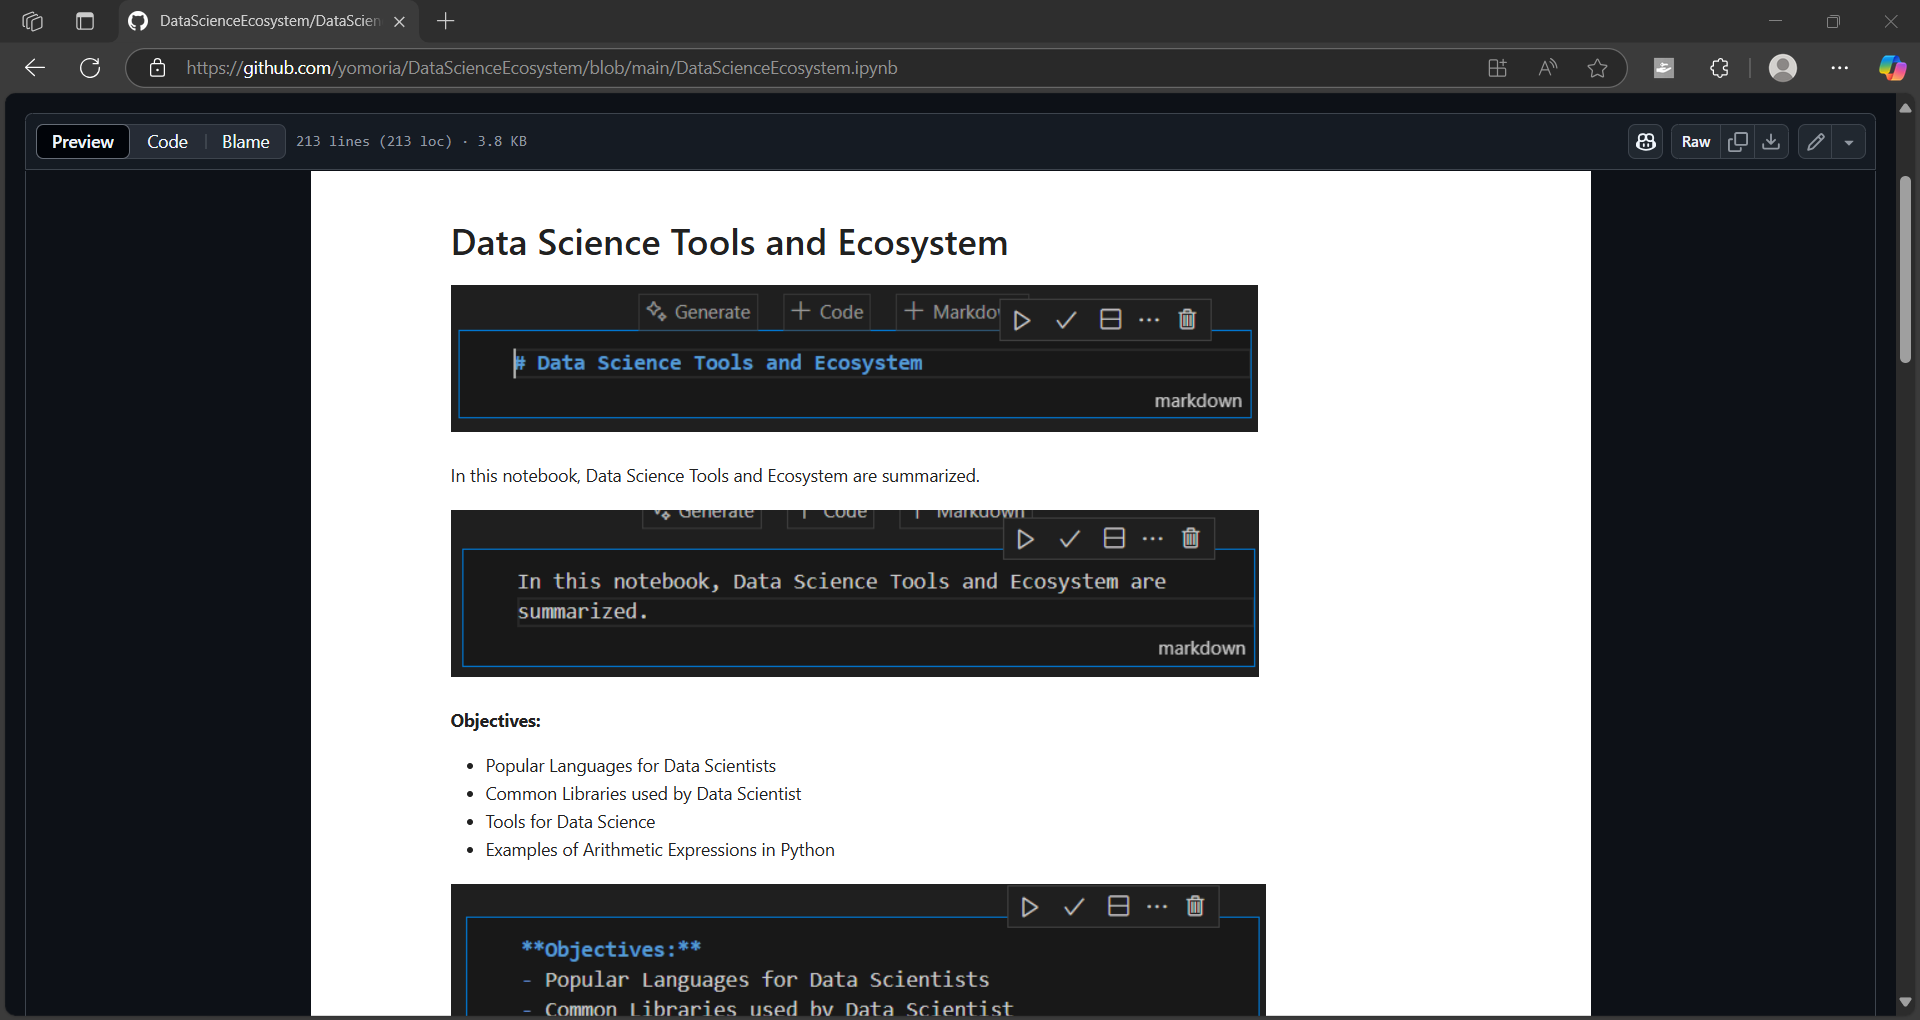 DataScienceEcosystem/DataScien
https://github.com/yomoria/DataScienceEcosystem/blob/main/DataScienceEcosystem.ipynb
Preview Code Blame 213 lines (213 loc) · 3.8 KB Raw
Data Science Tools and Ecosystem
Generate + Code + Markdo
# Data Science Tools and Ecosystem
markdown
In this notebook, Data Science Tools and Ecosystem are summarized.
Generate + Code + Markdown
In this notebook, Data Science Tools and Ecosystem are
summarized.
markdown
Objectives:
• Popular Languages for Data Scientists
• Common Libraries used by Data Scientist
• Tools for Data Science
• Examples of Arithmetic Expressions in Python
**Objectives:**
- Popular Languages for Data Scientists
- Common Libraries used by Data Scientist